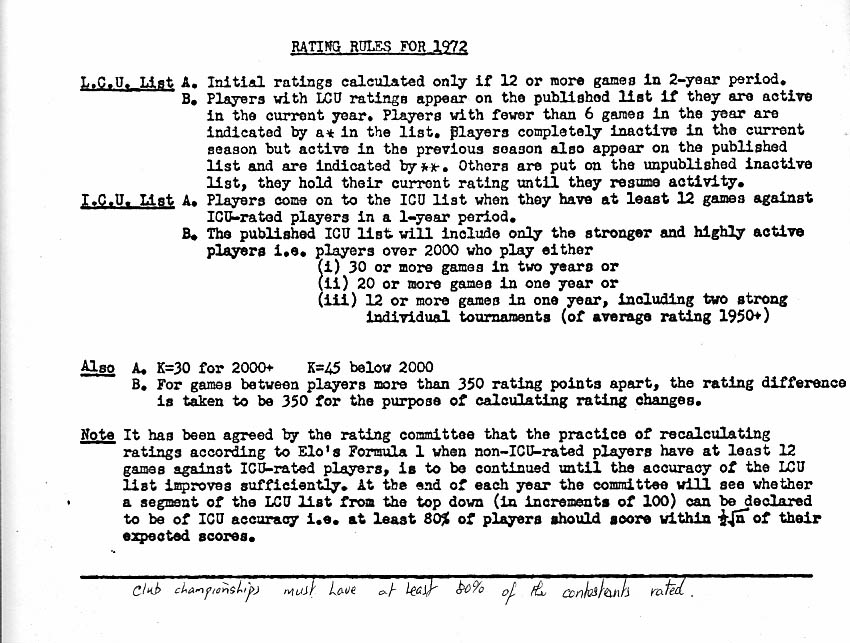 RATING RULES FOR 1972
L.C.U. List A. Initial ratings calculated only if 12 or more games in 2-year period.
B. Players with LCU ratings appear on the published list if they are active
in the current year. Players with fewer than 6 games in the year are
indicated by a* in the list. Players completely inactive in the current
season but active in the previous season also appear on the published
list and are indicated by **. Others are put on the unpublished inactive
list, they hold their current rating until they resume activity.
I.C.U. List A. Players come on to the ICU list when they have at least 12 games against
ICU-rated players in a 1-year period.
B. The published ICU list will include only the stronger and highly active
players i.e. players over 2000 who play either
(i) 30 or more games in two years or
(ii) 20 or more games in one year or
(iii) 12 or more games in one year, including two strong
individual tournaments (of average rating 1950+)
Also A. K=30 for 2000+ K=45 below 2000
B. For games between players more than 350 rating points apart, the rating difference
is taken to be 350 for the purpose of calculating rating changes.
Note It has been agreed by the rating committee that the practice of recalculating
ratings according to Elo's Formula 1 when non-ICU-rated players have at least 12
games against ICU-rated players, is to be continued until the accuracy of the LCU
list improves sufficiently. At the end of each year the committee will see whether
a segment of the LCU list from the top down (in increments of 100) can be declared
to be of ICU accuracy i.e. at least 80% of players should score within ½√n of their
expected scores.
Club championships must have at least 80% of the contestants rated.